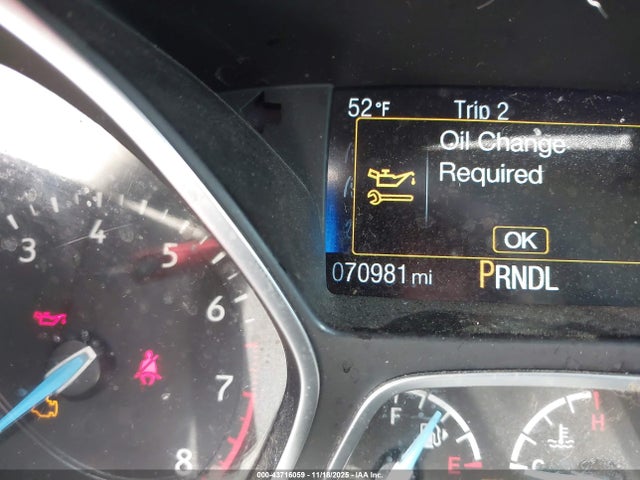 52°F Trip 2
Oil Change
Required
OK
070981 mi PRNDL
3 4 5 6 7 8
F E
H C
000-43716059 - 11/18/2025 - IAA Inc.